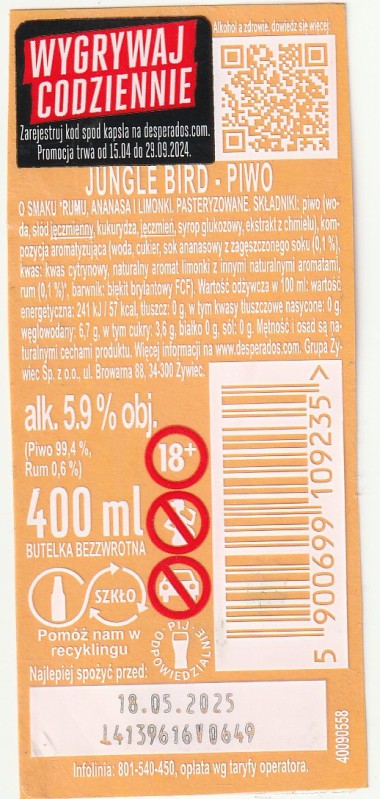 Alkohol a zdrowie, dowiedz się więcej
WYGRYWAJ
CODZIENNIE
Zarejestruj kod spod kapsla na desperados.com.
Promocja trwa od 15.04 do 29.09.2024.
JUNGLE BIRD - PIWO
O SMAKU *RUMU, ANANASA I LIMONKI. PASTERYZOWANE. SKŁADNIKI: piwo (wo-
da, słód jęczmienny, kukurydza, jęczmień, syrop glukozowy, ekstrakt z chmielu), kom-
pozycja aromatyzująca (woda, cukier, sok ananasowy z zagęszczonego soku (0,1 %),
kwas: kwas cytrynowy, naturalny aromat limonki z innymi naturalnymi aromatami,
rum (0,1 %)*, barwnik: błękit brylantowy FCF). Wartość odżywcza w 100 ml: wartość
energetyczna: 241 kJ / 57 kcal, tłuszcz: 0 g, w tym kwasy tłuszczowe nasycone: 0 g,
węglowodany: 6,7 g, w tym cukry: 3,6 g, białko 0 g, sól: 0 g. Mętność i osad są na-
turalnymi cechami produktu. Więcej informacji na www.desperados.com. Grupa Ży-
wiec Sp. z o.o., ul. Browarna 88, 34-300 Żywiec.
alk. 5.9 % obj.
(Piwo 99,4 %,
Rum 0,6 %)
18+
400 ml
BUTELKA BEZZWROTNA
SZKŁO
Pomóż nam w
recyklingu
PIJ
ODPOWIEDZIALNIE
5 900699 109235 >
Najlepiej spożyć przed:
18.05.2025
L4139616V0649
40090558
Infolinia: 801-540-450, opłata wg taryfy operatora.